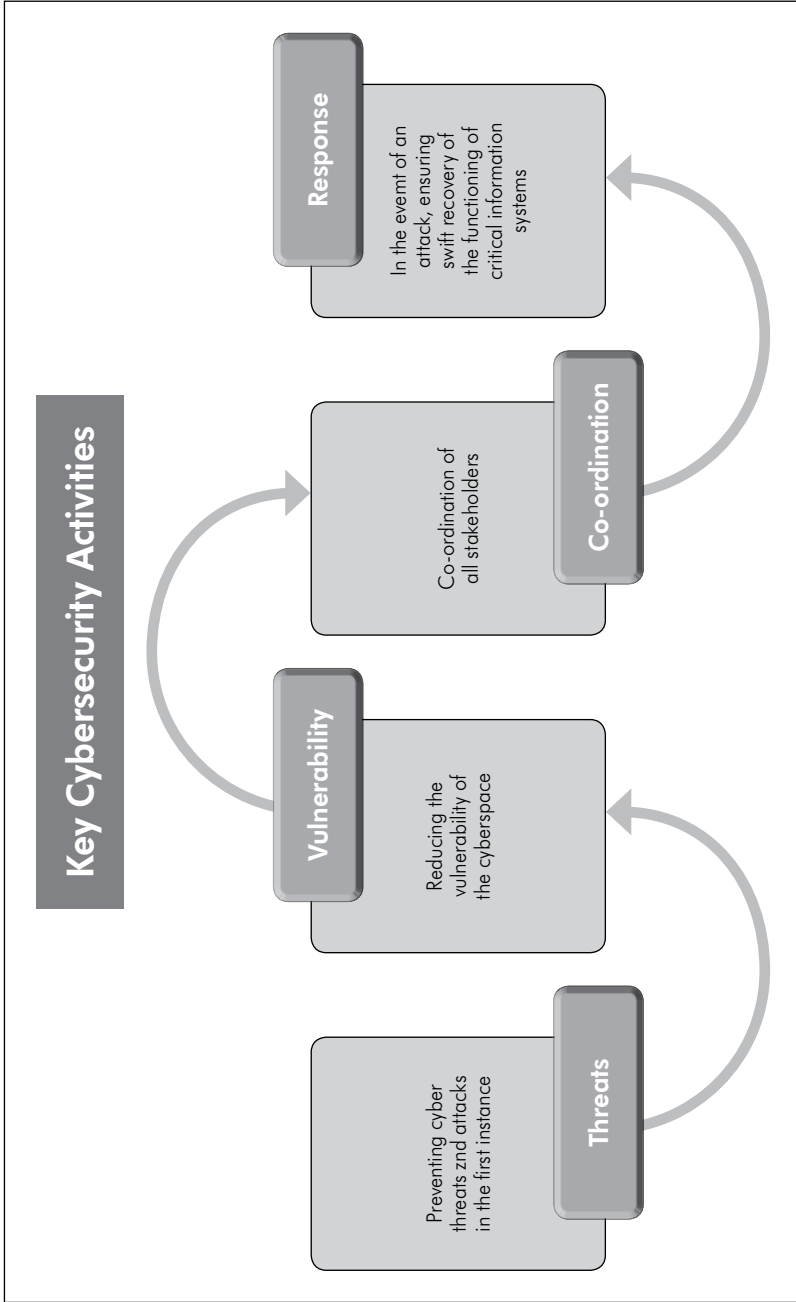 Key Cybersecurity Activities
Preventing cyber
threats znd attacks
in the first instance
Threats
Vulnerability
Reducing the
vulnerability of
the cyberspace
Co-ordination of
all stakeholders
Co-ordination
Response
In the evemt of an
attack, ensuring
swift recovery of
the functioning of
critical information
systems